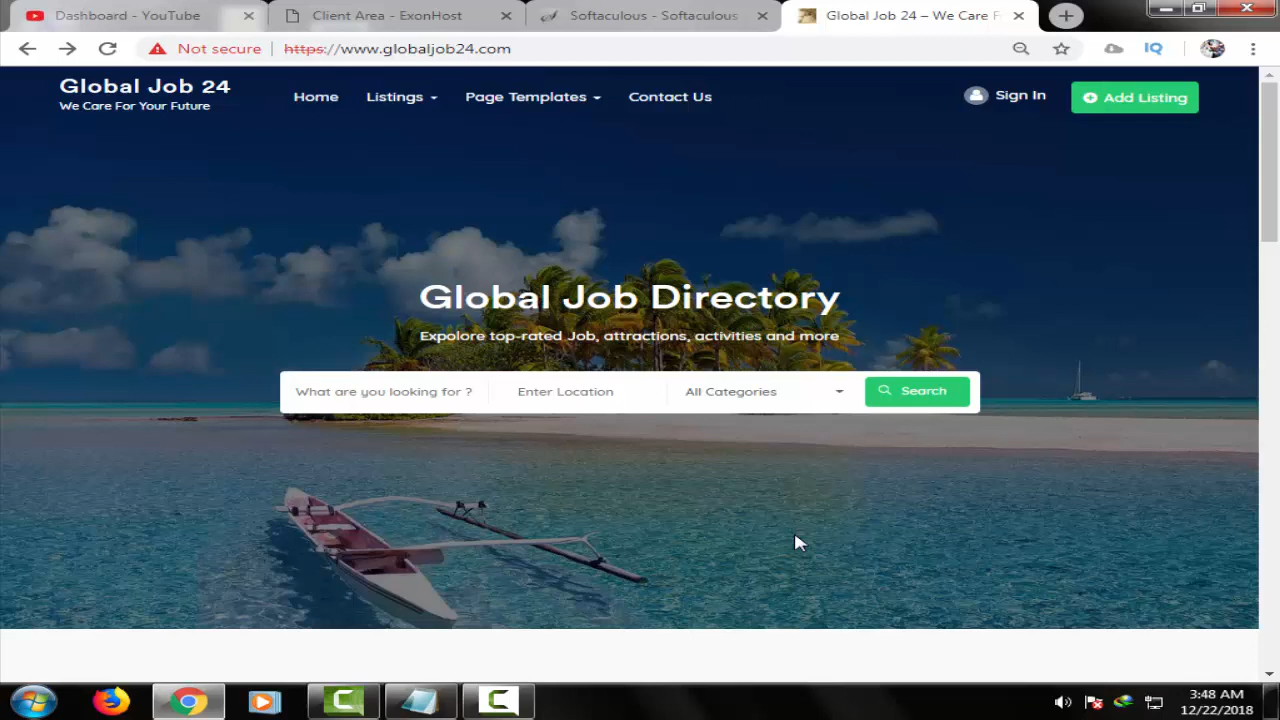 Dashboard - YouTube
Client Area - ExonHost
Softaculous - Softaculous
Global Job 24 – We Care F
Not secure
https://www.globaljob24.com
IQ
Global Job 24
We Care For Your Future
Home
Listings
Page Templates
Contact Us
Sign In
Add Listing
Global Job Directory
Expolore top-rated Job, attractions, activities and more
What are you looking for ?
Enter Location
All Categories
Search
3:48 AM
12/22/2018